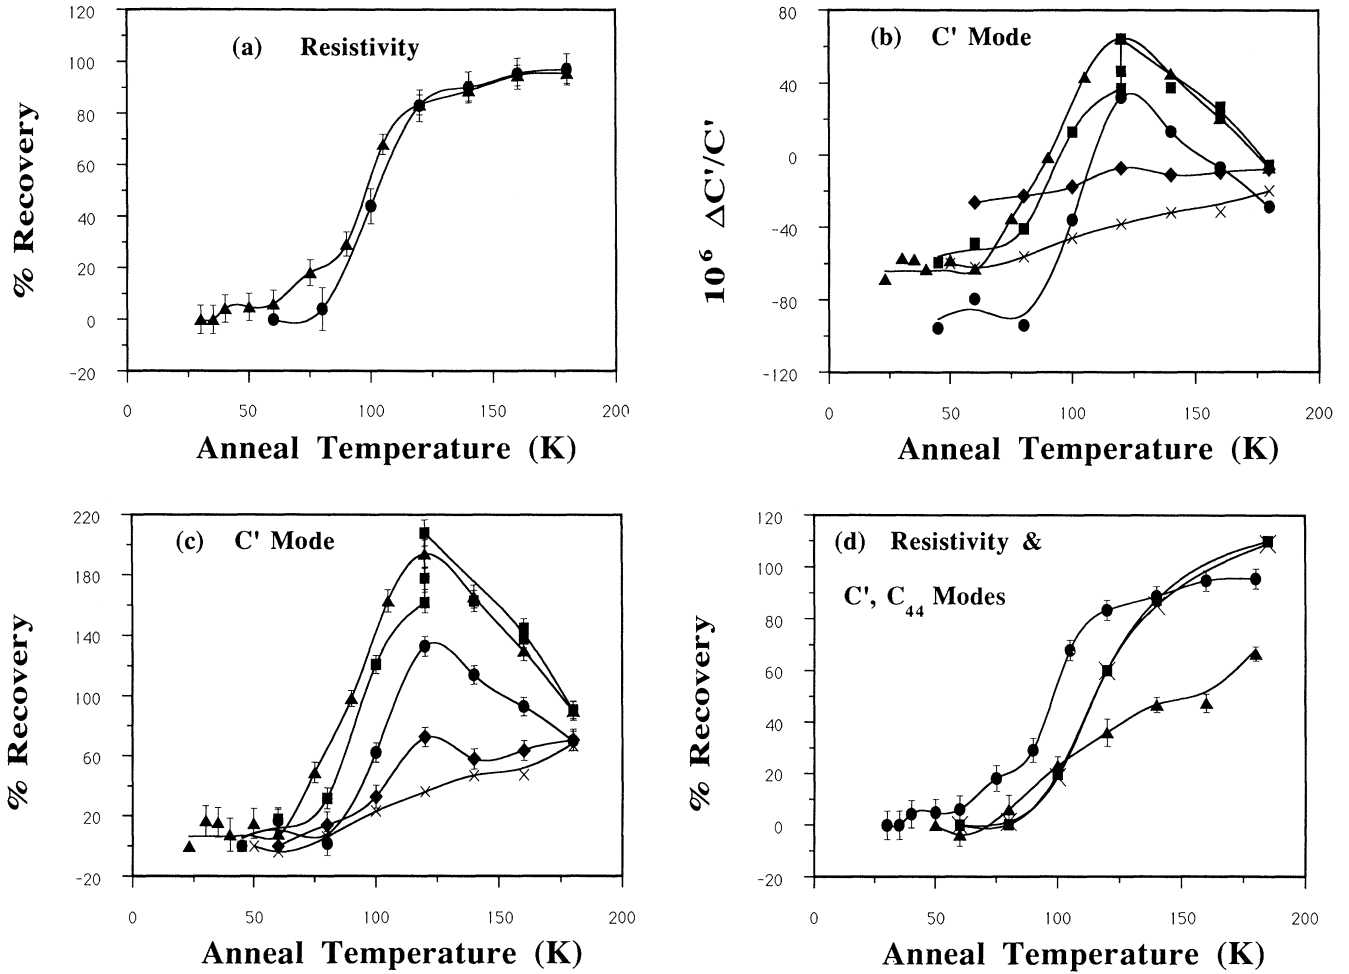 (a) Resistivity
% Recovery
120
100
80
60
40
20
0
-20
0 50 100 150 200
Anneal Temperature (K)
(b) C' Mode
10⁶ ΔC'/C'
80
40
0
-40
-80
-120
0 50 100 150 200
Anneal Temperature (K)
(c) C' Mode
% Recovery
220
180
140
100
60
20
-20
0 50 100 150 200
Anneal Temperature (K)
(d) Resistivity &
C', C₄₄ Modes
% Recovery
120
100
80
60
40
20
0
-20
0 50 100 150 200
Anneal Temperature (K)